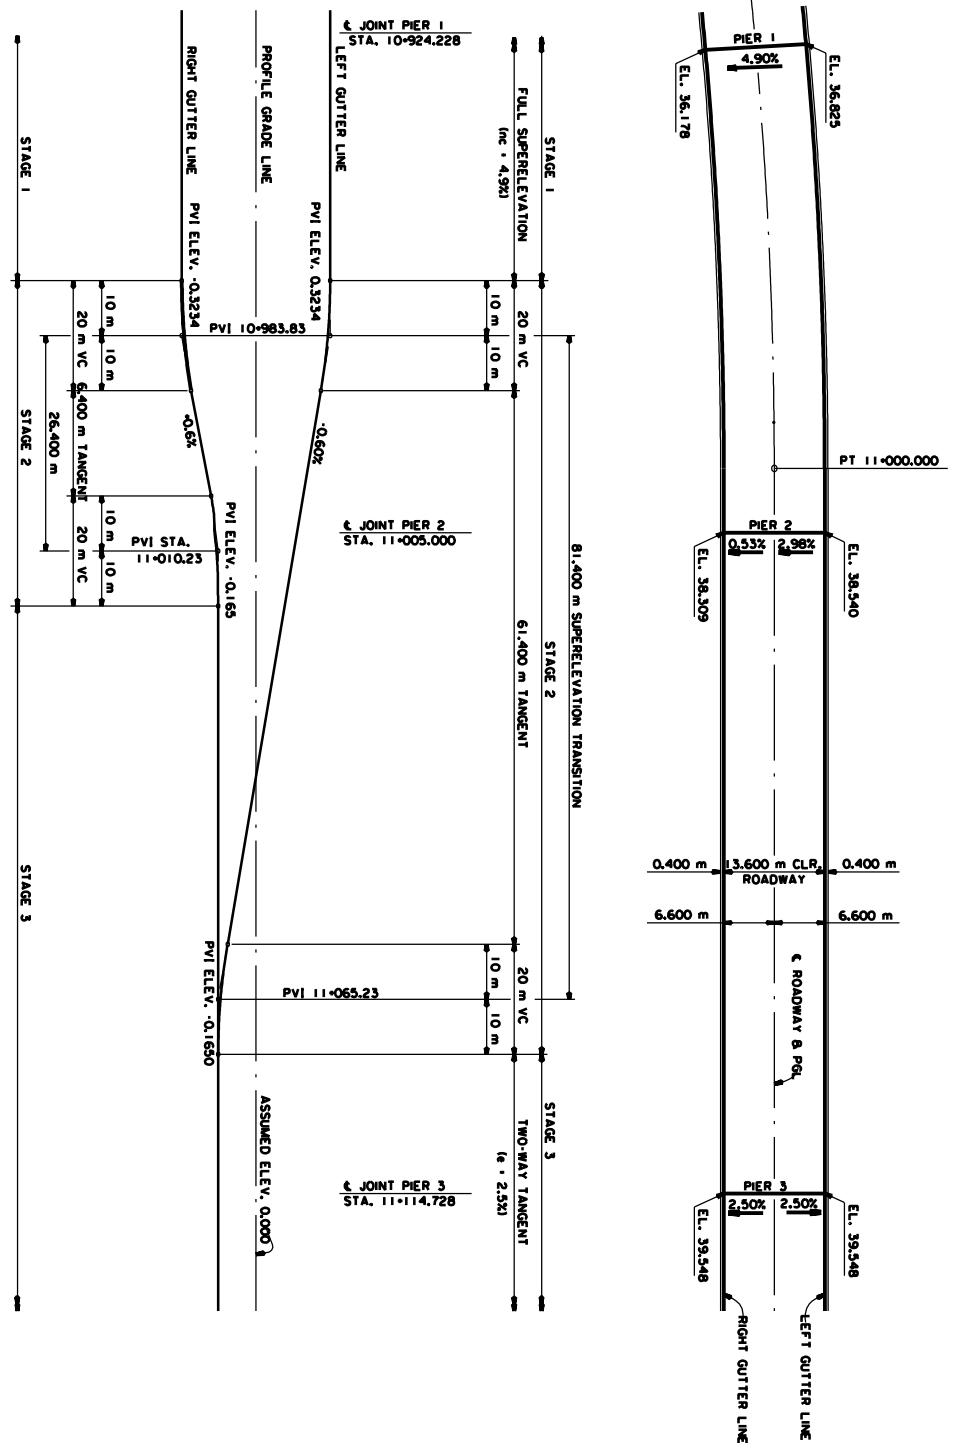 ℄ JOINT PIER 1
STA. 10+924.228
RIGHT GUTTER LINE
PROFILE GRADE LINE
LEFT GUTTER LINE
STAGE 1
FULL SUPERELEVATION
(nc = 4.9%)
STAGE 1
PVI ELEV. -0.3234
PVI ELEV. 0.3234
10 m
20 m VC
10 m
PVI 10+983.83
10 m
20 m VC
10 m
6.400 m TANGENT
26.400 m
STAGE 2
+0.6%
-0.60%
10 m
20 m VC
10 m
PVI STA.
11+010.23
PVI ELEV. -0.165
℄ JOINT PIER 2
STA. 11+005.000
81.400 m SUPERELEVATION TRANSITION
61.400 m TANGENT
STAGE 2
STAGE 3
PVI ELEV. -0.1650
PVI 11+065.23
10 m
20 m VC
10 m
ASSUMED ELEV. 0.000
℄ JOINT PIER 3
STA. 11+114.728
TWO-WAY TANGENT
(e = 2.5%)
STAGE 3
PIER 1
4.90%
EL. 36.178
EL. 36.825
PT 11+000.000
PIER 2
0.53%
2.98%
EL. 38.309
EL. 38.540
0.400 m
13.600 m CLR.
ROADWAY
0.400 m
6.600 m
6.600 m
℄ ROADWAY & PGL
PIER 3
2.50%
2.50%
EL. 39.548
EL. 39.548
RIGHT GUTTER LINE
LEFT GUTTER LINE